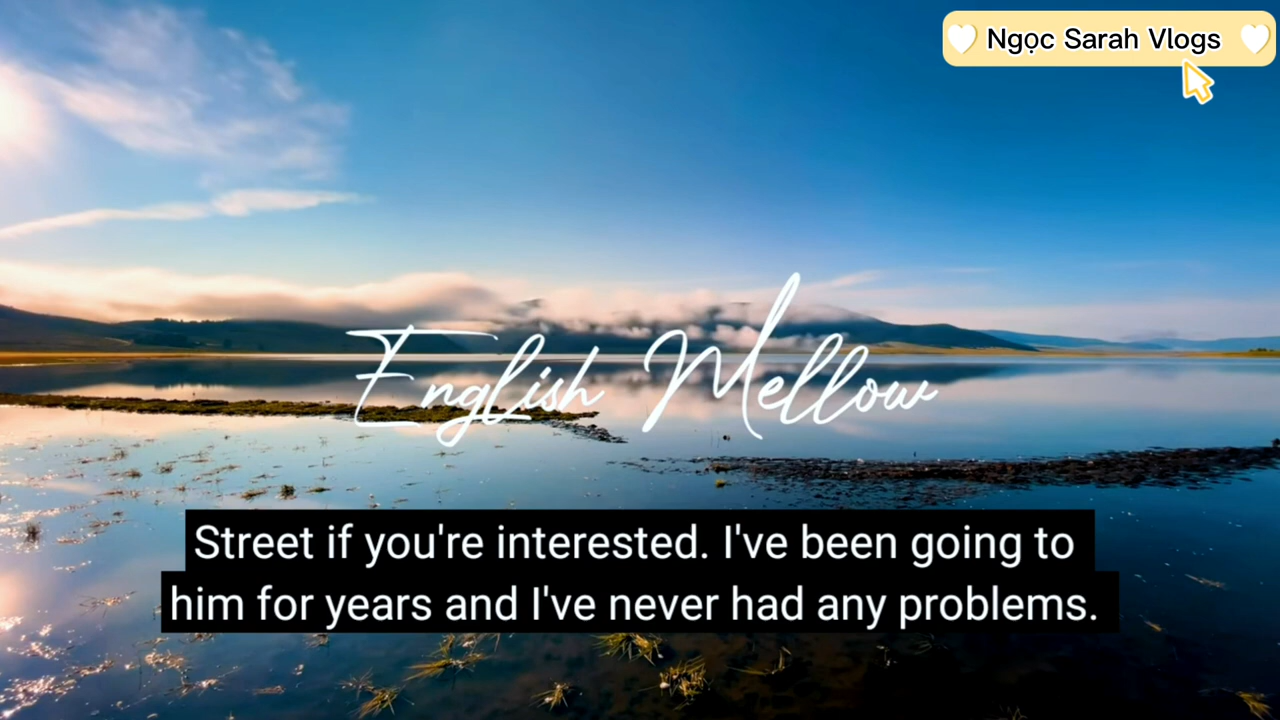 Ngọc Sarah Vlogs
English Mellow
Street if you're interested. I've been going to
him for years and I've never had any problems.